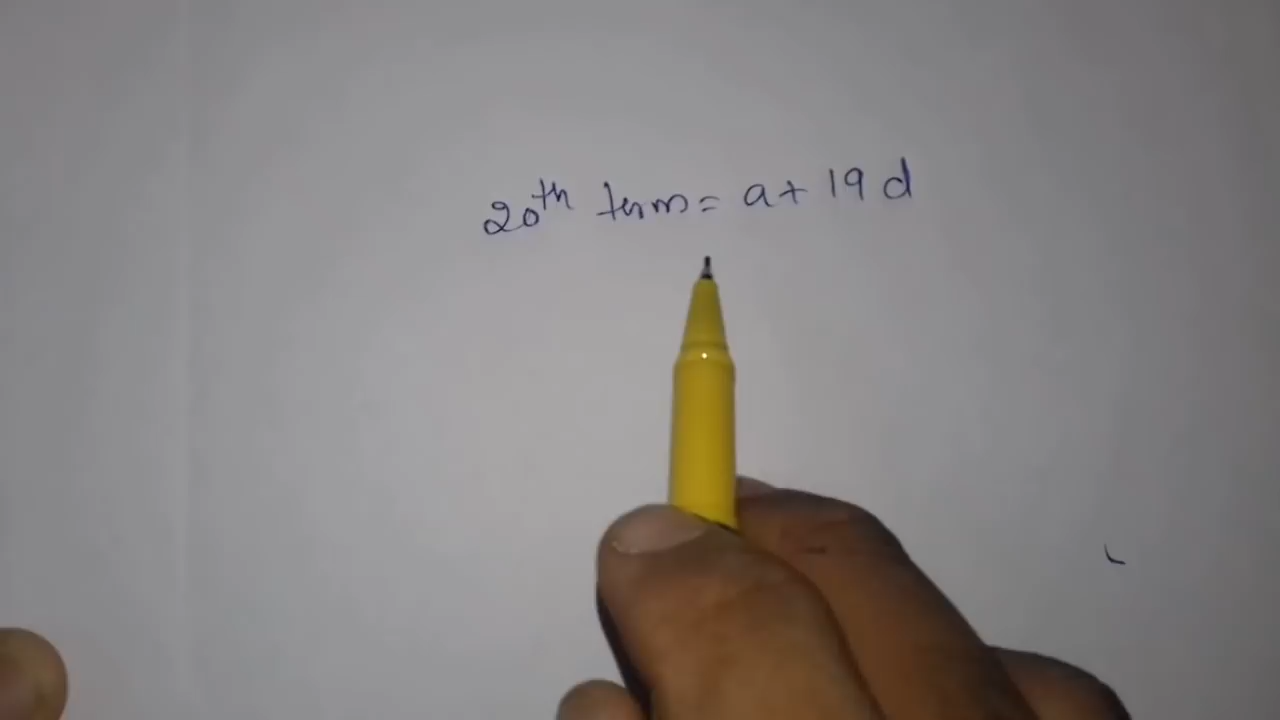 20th term = a + 19 d